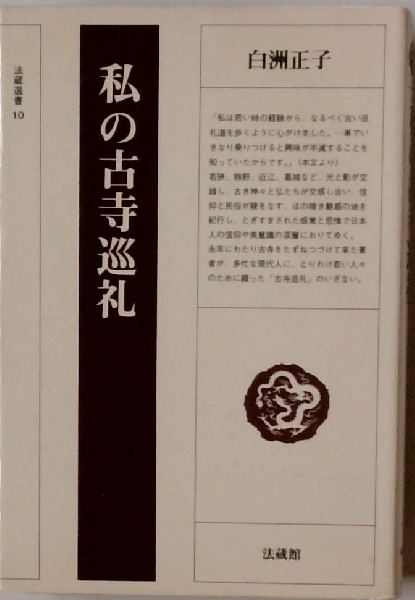 法蔵選書
10
私の古寺巡礼
白洲正子
「私は若い時の経験から、なるべく古い巡
礼道を歩くように心がけました。一車でい
きなり乗りつけると興味が半減することを
知っていたからです。」(本文より)
若狭、熊野、近江、葛城など、光と影が交
錯し、古き神々と仏たちが交感し合い、信
仰と民俗が綾をなす、ほの暗き魅惑の地を
紀行し、とぎすまされた感覚と思惟で日本
人の信仰や美意識の深層におりてゆく。
永年にわたり古寺をたずねつづけて来た著
者が、多忙な現代人に、とりわけ若い人々
のために綴った「古寺巡礼」のいざない。
法蔵館